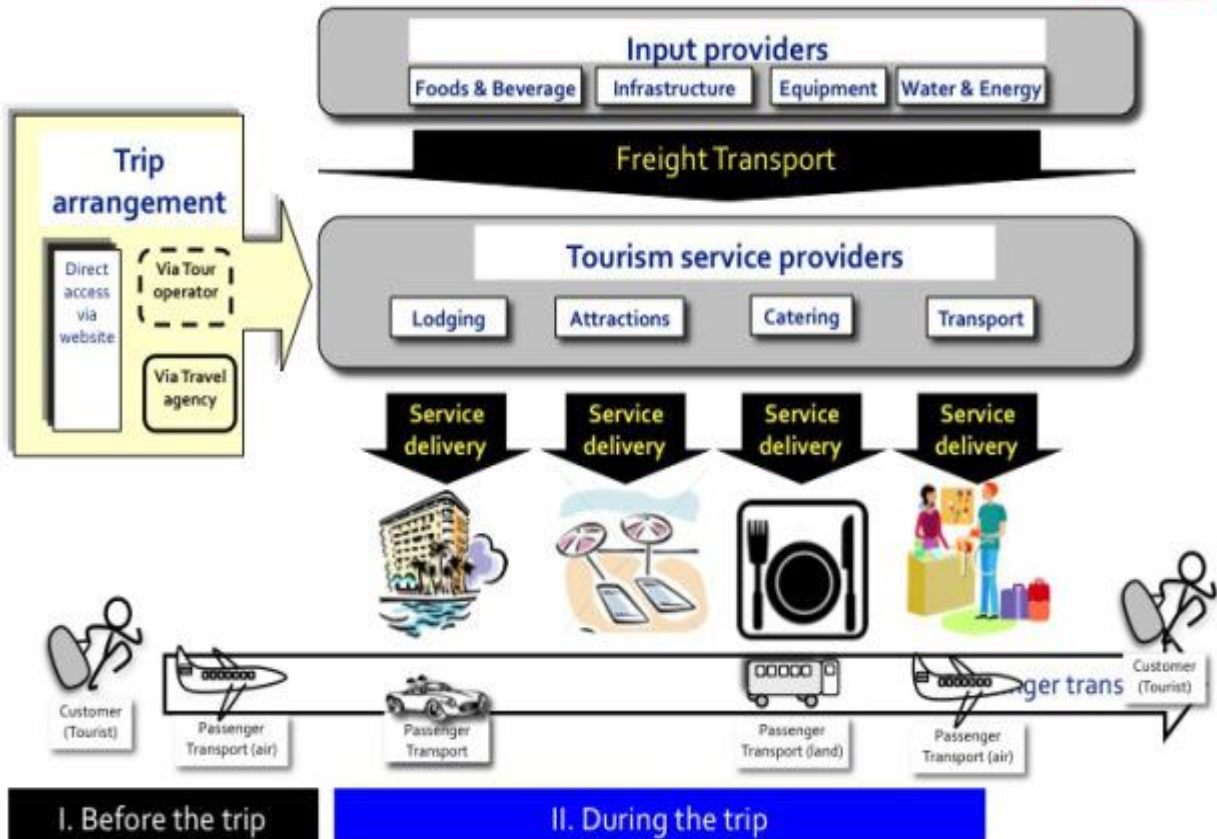 Input providers
Foods & Beverage
Infrastructure
Equipment
Water & Energy
Freight Transport
Trip
arrangement
Direct
access
via
website
Via Tour
operator
Via Travel
agency
Tourism service providers
Lodging
Attractions
Catering
Transport
Service
delivery
Service
delivery
Service
delivery
Service
delivery
Customer
(Tourist)
Passenger
Transport (air)
Passenger
Transport
Passenger
Transport (land)
Passenger
Transport (air)
nger trans
Customer
(Tourist)
I. Before the trip
II. During the trip